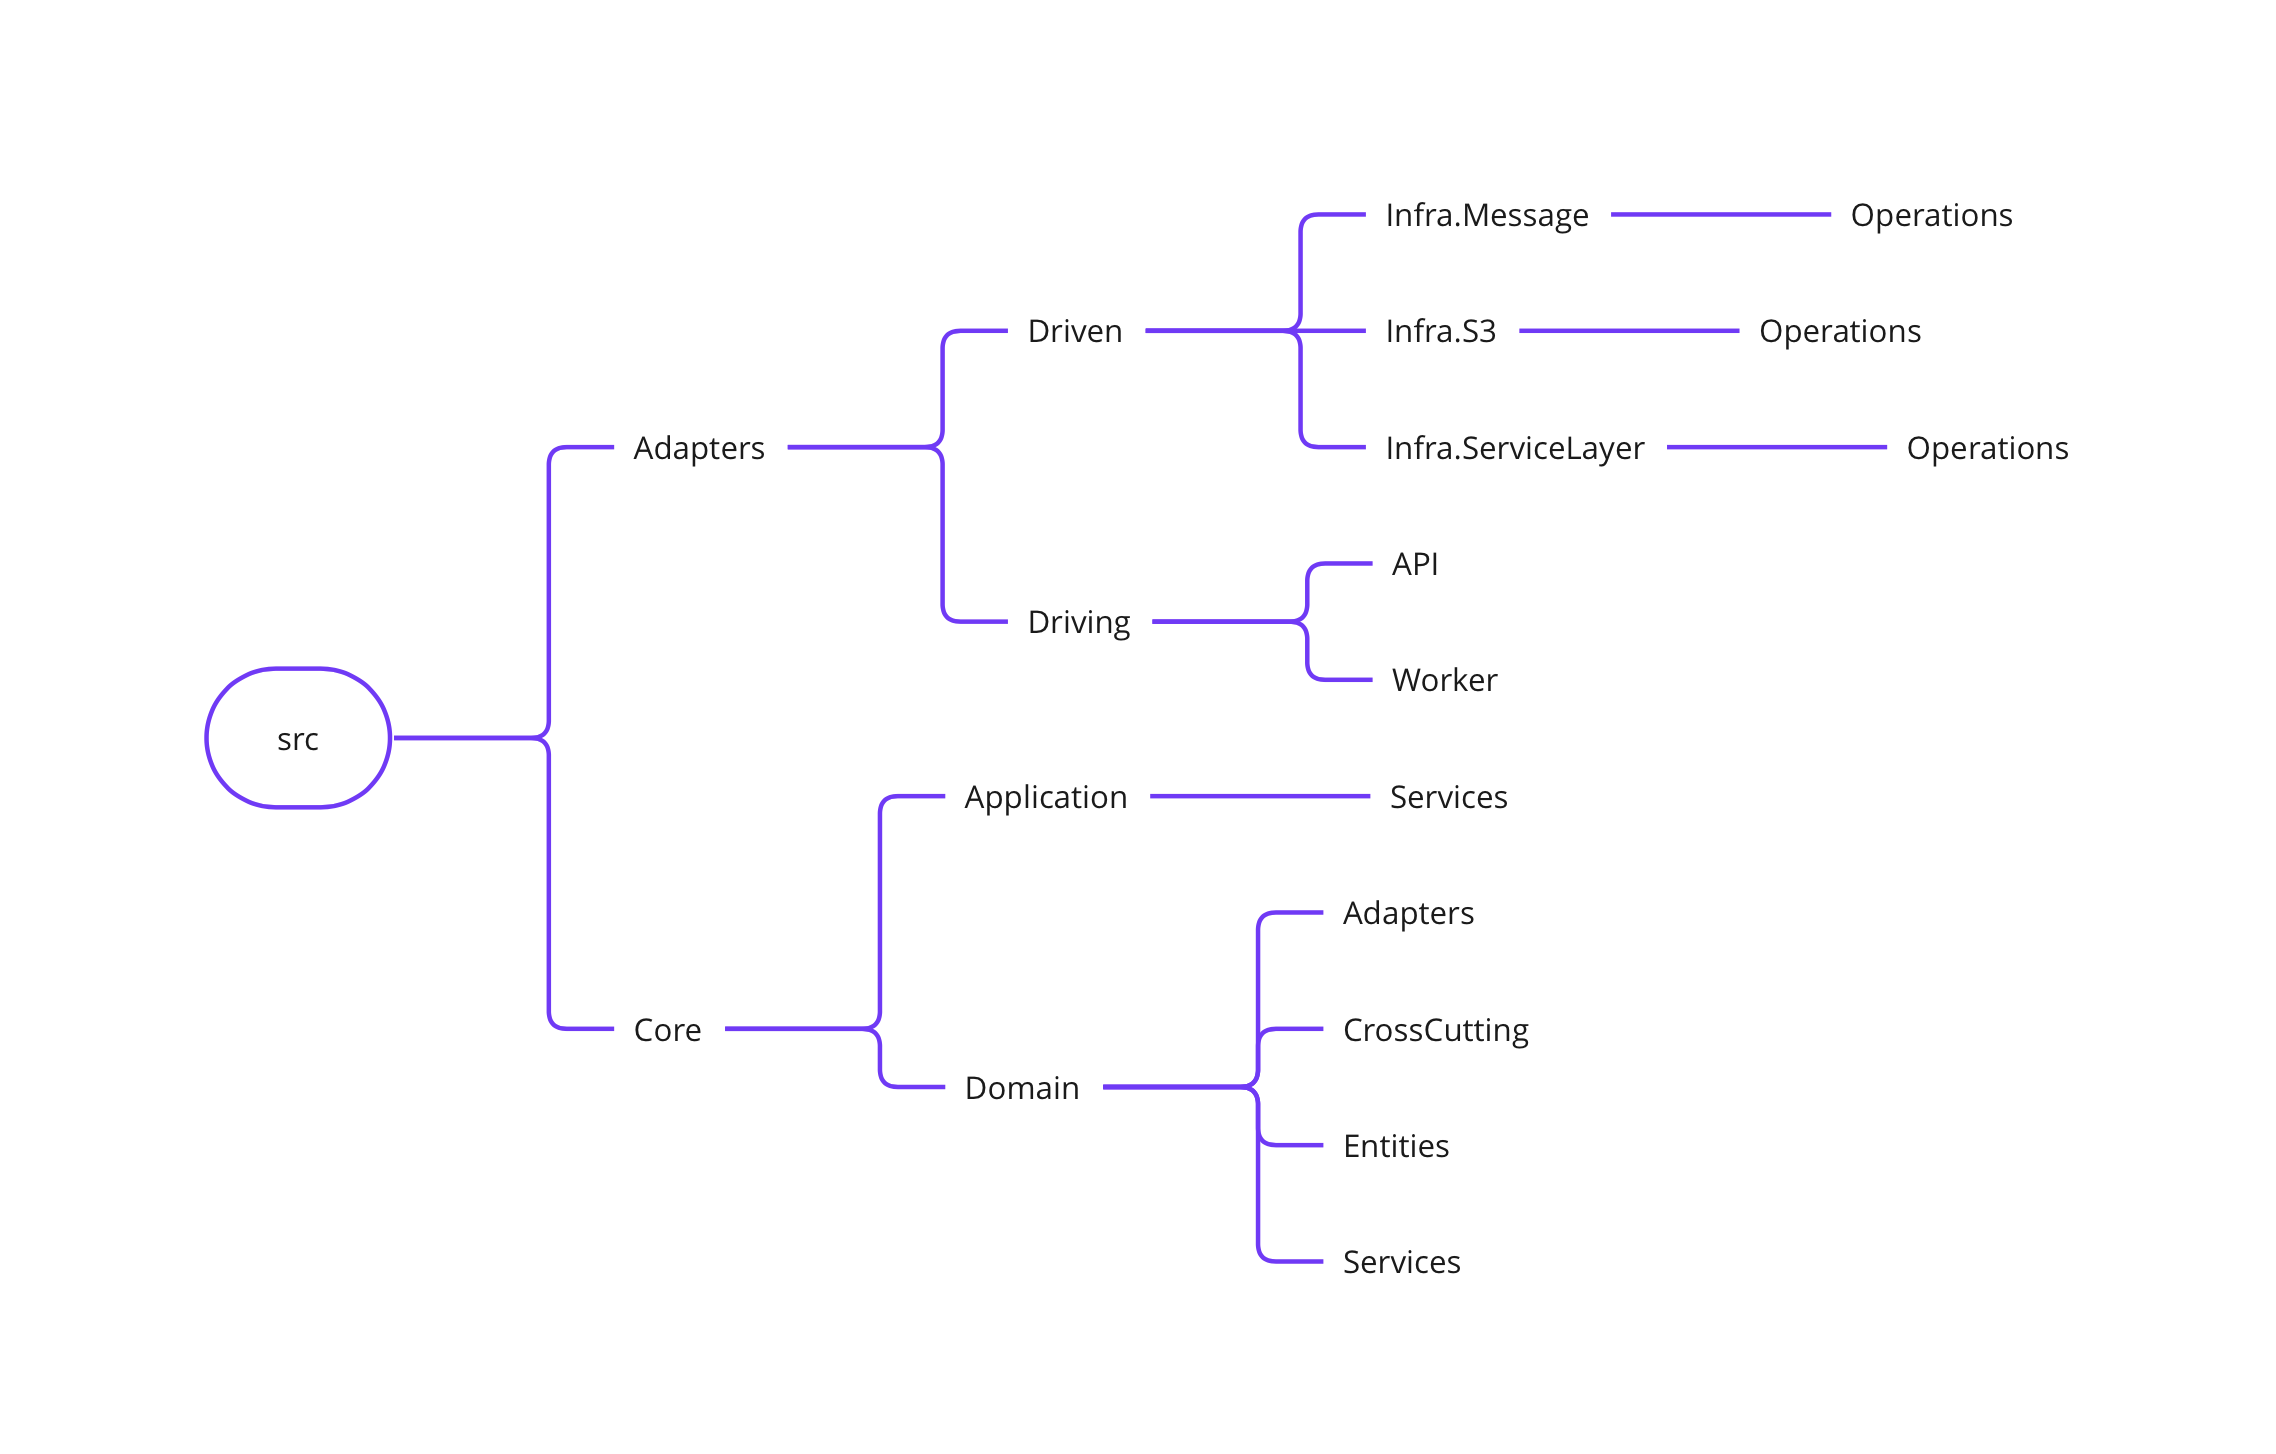 src
Adapters
Driven
Infra.Message
Operations
Infra.S3
Operations
Infra.ServiceLayer
Operations
Driving
API
Worker
Core
Application
Services
Domain
Adapters
CrossCutting
Entities
Services